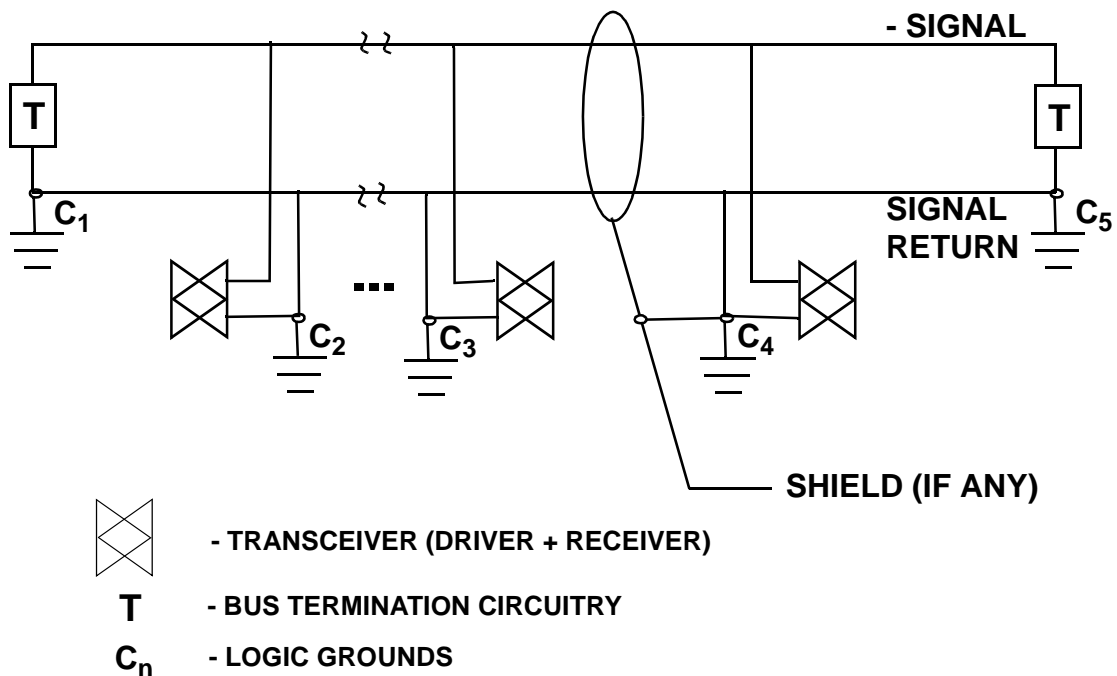 - SIGNAL
T
T
C1
SIGNAL
RETURN
C5
...
C2
C3
C4
SHIELD (IF ANY)
- TRANSCEIVER (DRIVER + RECEIVER)
T - BUS TERMINATION CIRCUITRY
Cn - LOGIC GROUNDS